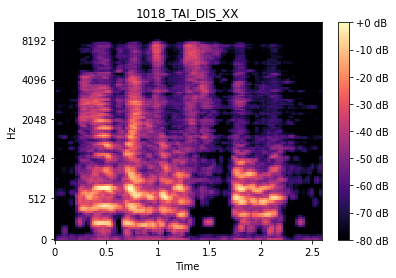 1018_TAI_DIS_XX
Hz
8192
4096
2048
1024
512
0
0
0.5
1
1.5
2
2.5
Time
+0 dB
-10 dB
-20 dB
-30 dB
-40 dB
-50 dB
-60 dB
-70 dB
-80 dB